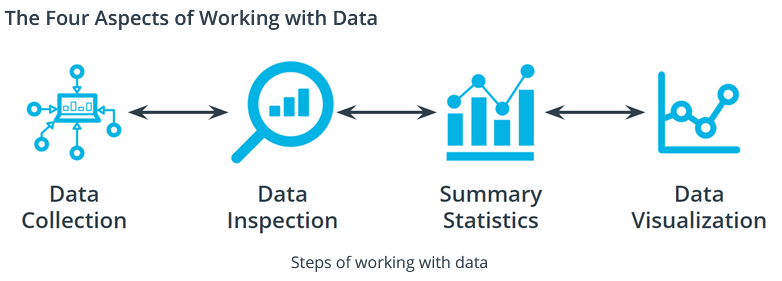 The Four Aspects of Working with Data
Data
Collection
Data
Inspection
Summary
Statistics
Data
Visualization
Steps of working with data